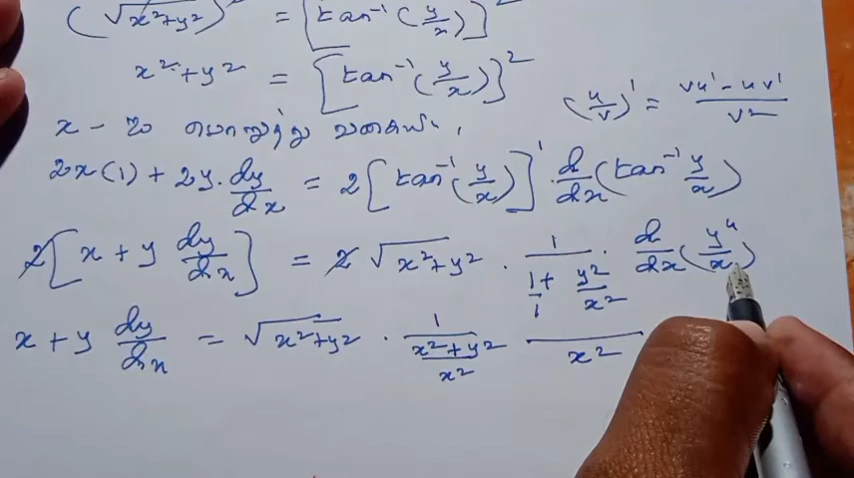 (√(x²+y²))² = [tan⁻¹(y/x)]²
x²+y² = [tan⁻¹(y/x)]²
(u/v)' = (vu' - uv')/v²
x -
2x(1) + 2y · dy/dx = 2[tan⁻¹(y/x)]¹ · d/dx(tan⁻¹ y/x)
2[x + y dy/dx] = 2 √(x²+y²) · 1/(1/1 + y²/x²) · d/dx(y/x)
x + y dy/dx = √(x²+y²) · 1/((x²+y²)/x²) · /x²